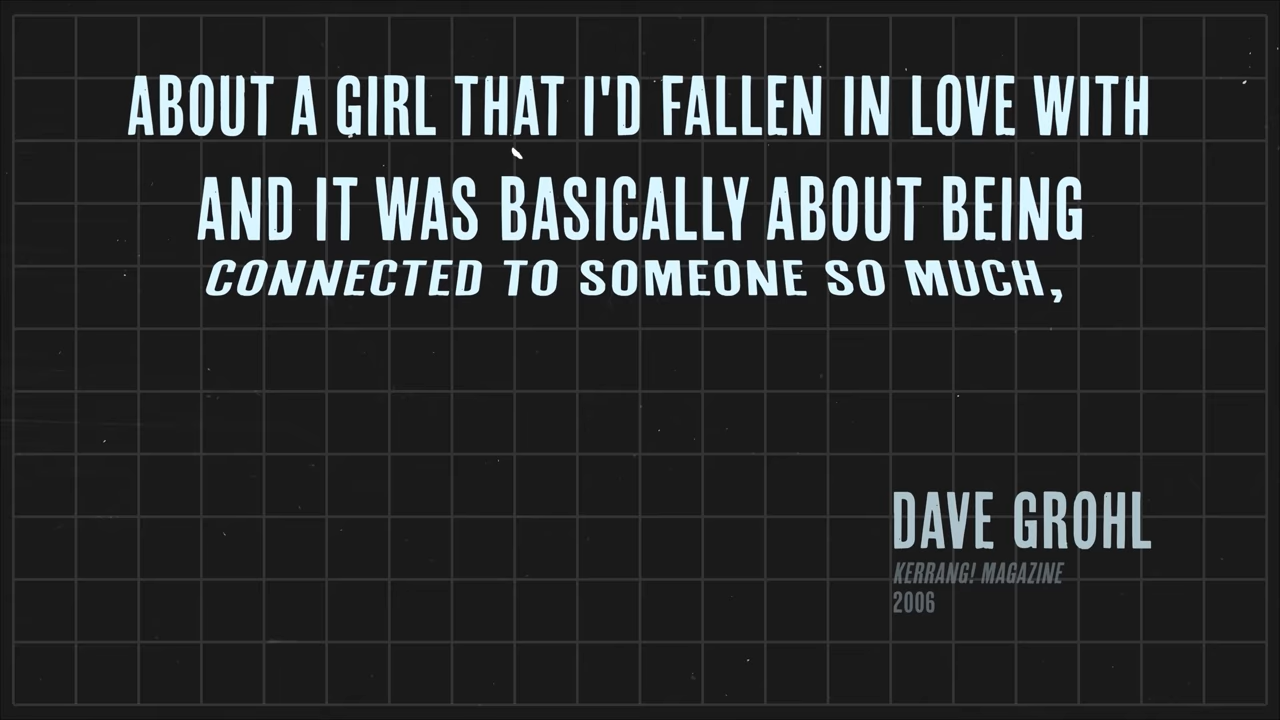 ABOUT A GIRL THAT I'D FALLEN IN LOVE WITH
AND IT WAS BASICALLY ABOUT BEING
CONNECTED TO SOMEONE SO MUCH,
DAVE GROHL
KERRANG! MAGAZINE
2006